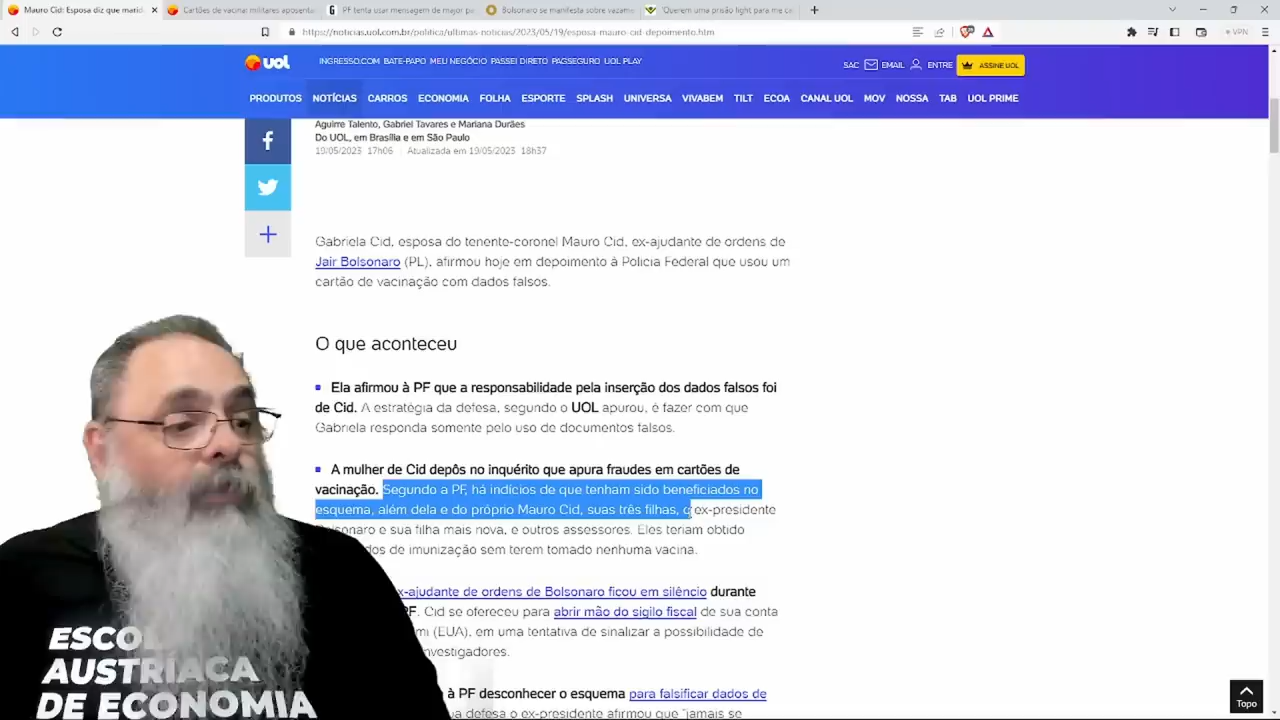 Mauro Cid: Esposa diz que marid
Cartões de vacina: militares aposentai
PT tenta usar mensagem de major pa
Bolsonaro se manifesta sobre vazame
"Querem uma prisão light para me ca
https://noticias.uol.com.br/politica/ultimas-noticias/2023/05/19/esposa-mauro-cid-depoimento.htm
VPN
UOL
INGRESSO.COM BATE-PAPO MEU NEGÓCIO PASSEI DIRETO PAGSEGURO UOL PLAY
SAC EMAIL ENTRE ASSINE UOL
PRODUTOS NOTÍCIAS CARROS ECONOMIA FOLHA ESPORTE SPLASH UNIVERSA VIVABEM TILT ECOA CANAL UOL MOV NOSSA TAB UOL PRIME
Aguirre Talento, Gabriel Tavares e Mariana Durães
Do UOL, em Brasília e em São Paulo
19/05/2023 17h06 Atualizada em 19/05/2023 18h37
Gabriela Cid, esposa do tenente-coronel Mauro Cid, ex-ajudante de ordens de
Jair Bolsonaro (PL), afirmou hoje em depoimento à Polícia Federal que usou um
cartão de vacinação com dados falsos.
O que aconteceu
Ela afirmou à PF que a responsabilidade pela inserção dos dados falsos foi
de Cid. A estratégia da defesa, segundo o UOL apurou, é fazer com que
Gabriela responda somente pelo uso de documentos falsos.
A mulher de Cid depôs no inquérito que apura fraudes em cartões de
vacinação. Segundo a PF, há indícios de que tenham sido beneficiados no
esquema, além dela e do próprio Mauro Cid, suas três filhas, o ex-presidente
Bolsonaro e sua filha mais nova, e outros assessores. Eles teriam obtido
dos de imunização sem terem tomado nenhuma vacina.
x-ajudante de ordens de Bolsonaro ficou em silêncio durante
PF. Cid se ofereceu para abrir mão do sigilo fiscal de sua conta
mi (EUA), em uma tentativa de sinalizar a possibilidade de
nvestigadores.
à PF desconhecer o esquema para falsificar dados de
ua defesa o ex-presidente afirmou que "jamais se
ESCO
AUSTRÍACA
DE ECONOMIA
Topo